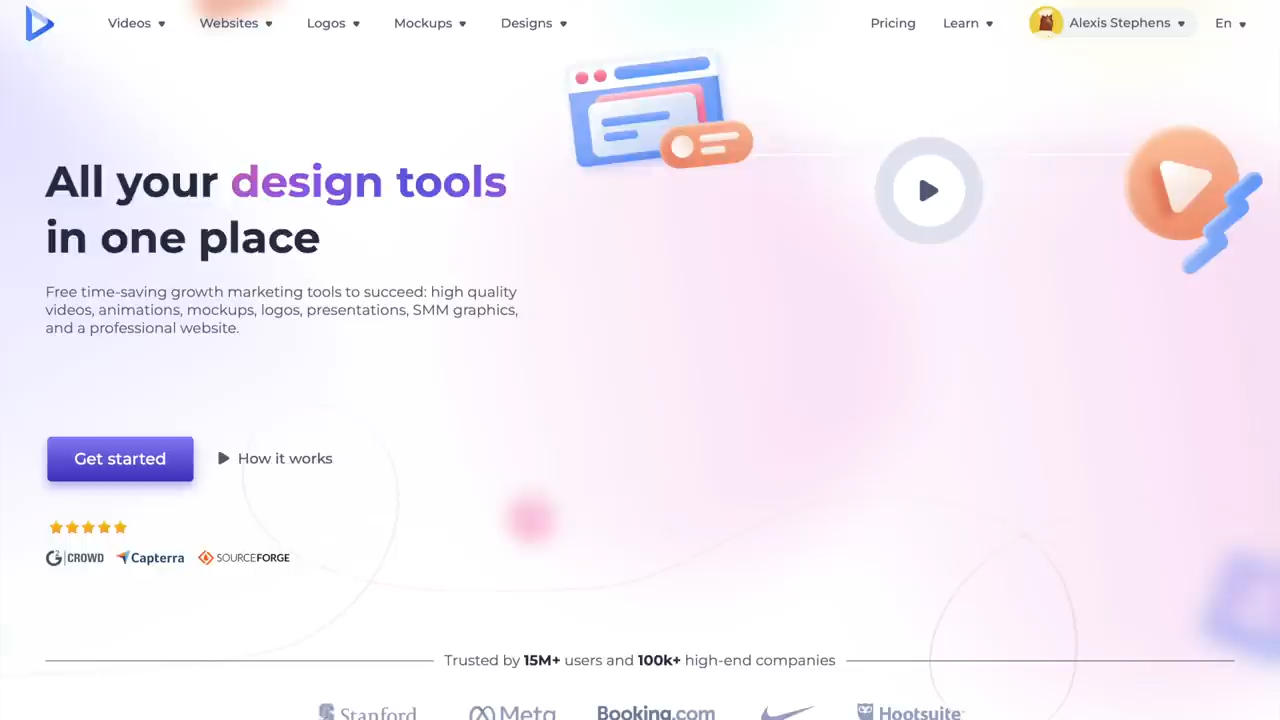 Videos
Websites
Logos
Mockups
Designs
Pricing
Learn
Alexis Stephens
En
All your design tools
in one place
Free time-saving growth marketing tools to succeed: high quality
videos, animations, mockups, logos, presentations, SMM graphics,
and a professional website.
Get started
How it works
G2 CROWD
Capterra
SOURCEFORGE
Trusted by 15M+ users and 100k+ high-end companies
Stanford
Meta
Booking.com
Hootsuite